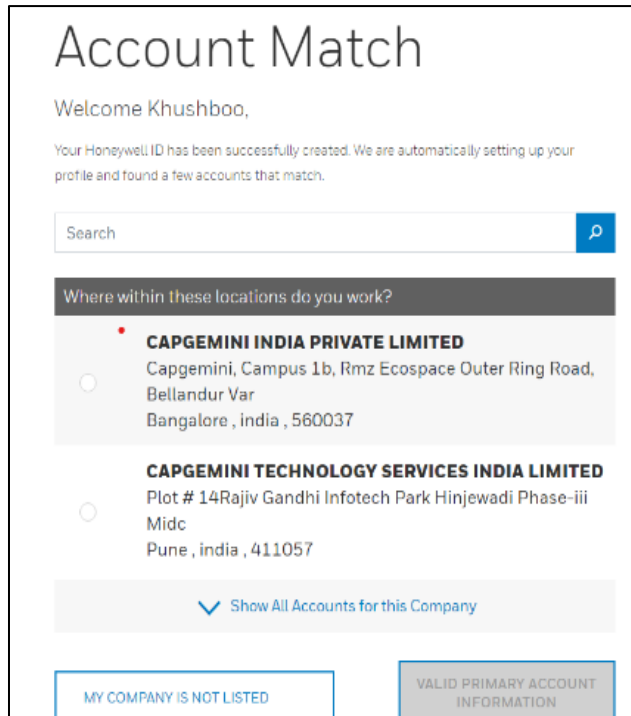 Account Match
Welcome Khushboo,
Your Honeywell ID has been successfully created. We are automatically setting up your
profile and found a few accounts that match.
Search
Where within these locations do you work?
CAPGEMINI INDIA PRIVATE LIMITED
Capgemini, Campus 1b, Rmz Ecospace Outer Ring Road,
Bellandur Var
Bangalore , india , 560037
CAPGEMINI TECHNOLOGY SERVICES INDIA LIMITED
Plot # 14Rajiv Gandhi Infotech Park Hinjewadi Phase-iii
Midc
Pune , india , 411057
Show All Accounts for this Company
MY COMPANY IS NOT LISTED
VALID PRIMARY ACCOUNT
INFORMATION